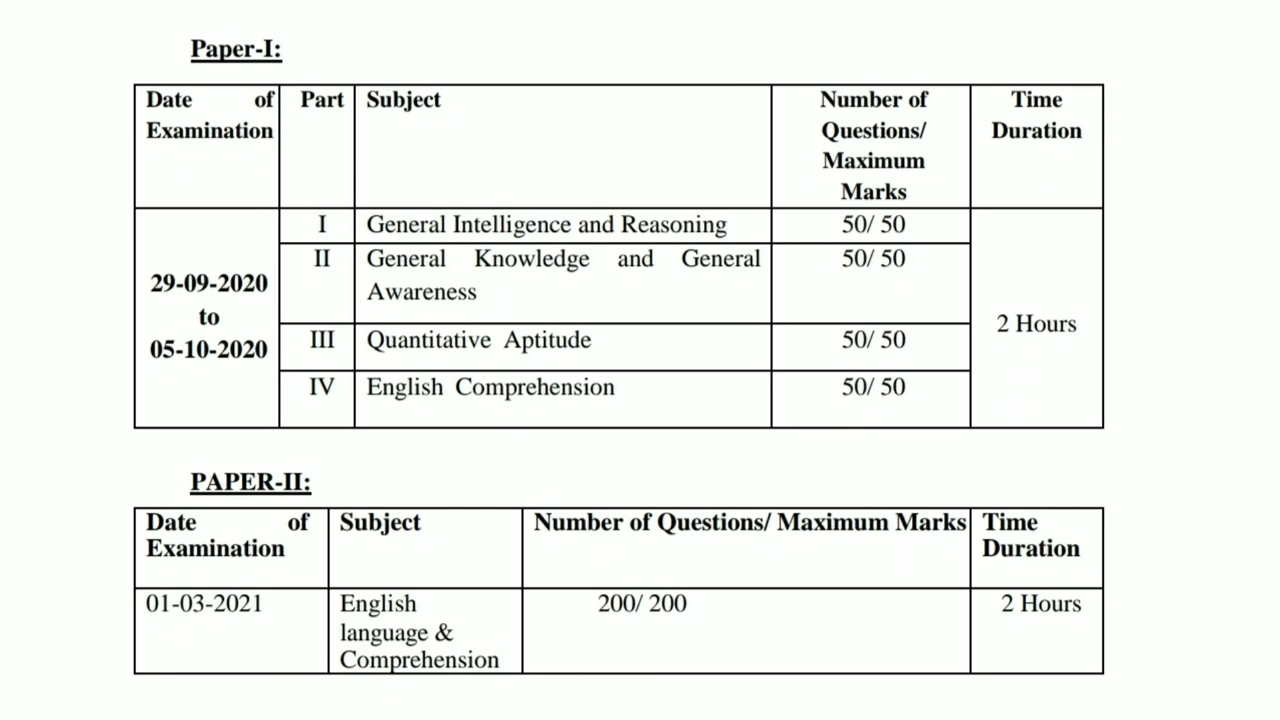 Paper-I:
Date of Part Subject Number of Time
Examination Questions/ Duration
Maximum
Marks
I General Intelligence and Reasoning 50/ 50
II General Knowledge and General 50/ 50
Awareness
29-09-2020
to
05-10-2020
2 Hours
III Quantitative Aptitude 50/ 50
IV English Comprehension 50/ 50
PAPER-II:
Date of Subject Number of Questions/ Maximum Marks Time
Examination Duration
01-03-2021 English 200/ 200 2 Hours
language &
Comprehension